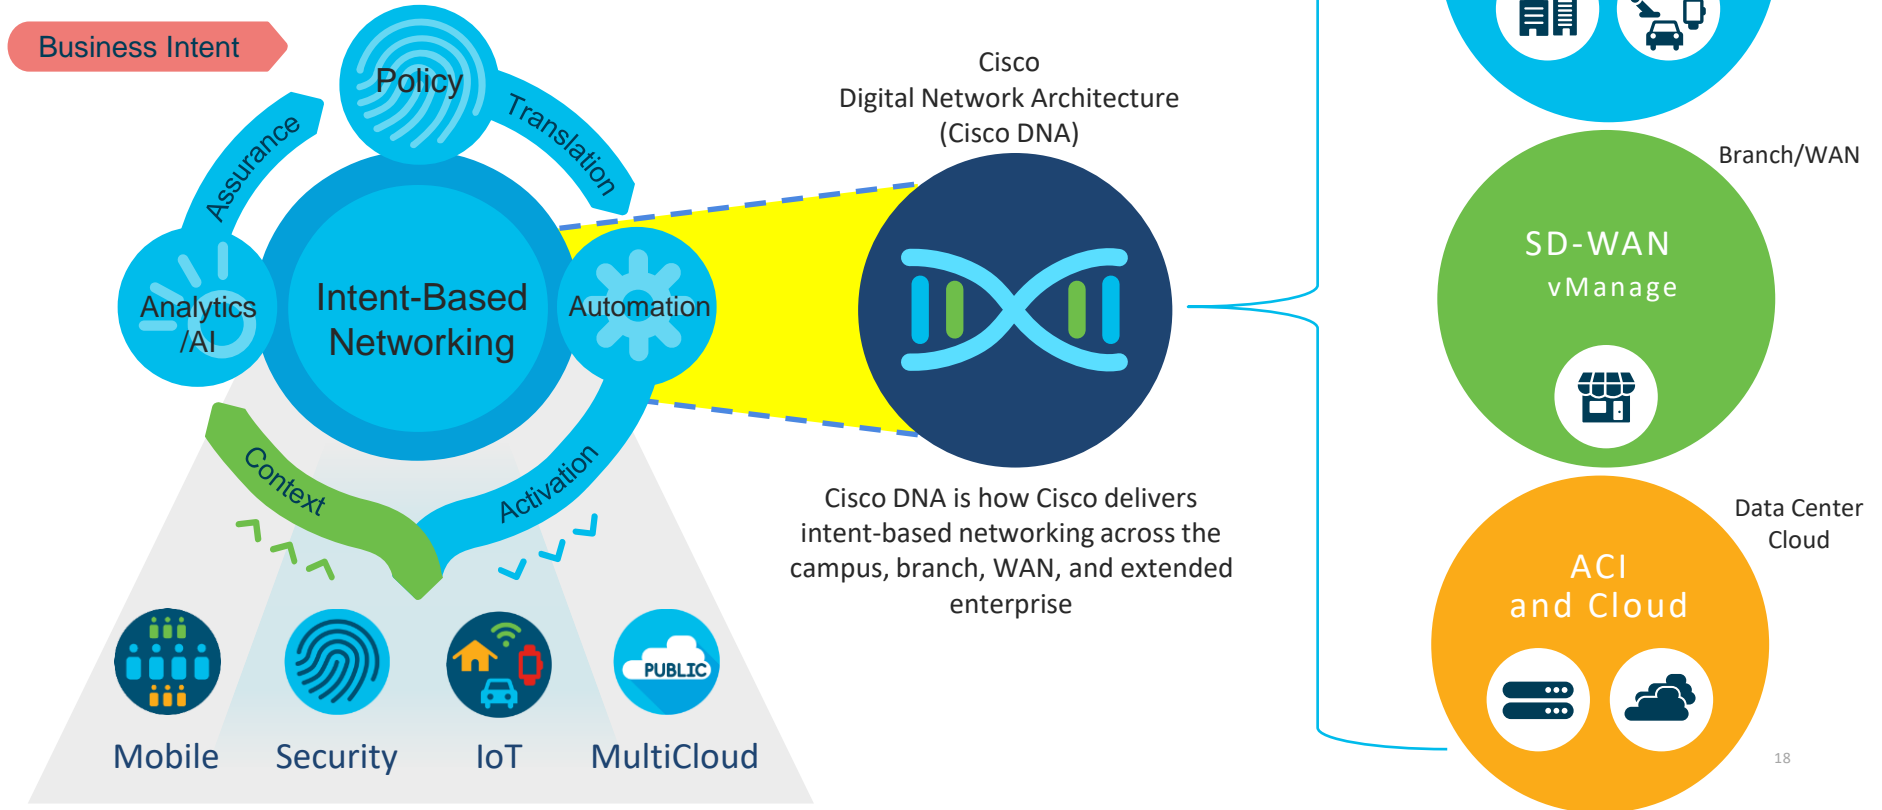 Business Intent
Policy
Translation
Assurance
Analytics
/AI
Intent-Based
Networking
Automation
Context
Activation
PUBLIC
Mobile
Security
IoT
MultiCloud
Cisco
Digital Network Architecture
(Cisco DNA)
Cisco DNA is how Cisco delivers
intent-based networking across the
campus, branch, WAN, and extended
enterprise
Branch/WAN
SD-WAN
vManage
Data Center
Cloud
ACI
and Cloud
18